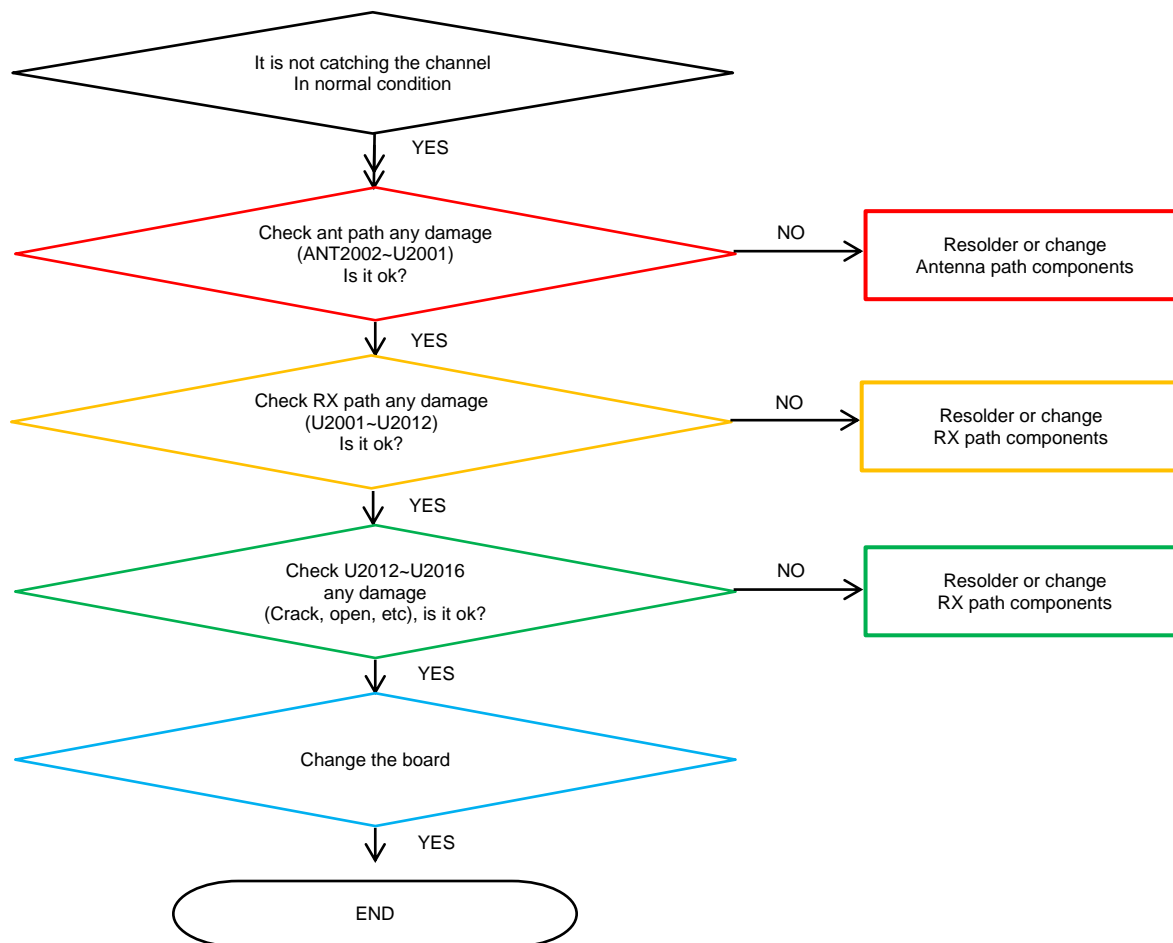 It is not catching the channel
In normal condition
YES
Check ant path any damage
(ANT2002~U2001)
Is it ok?
NO
Resolder or change
Antenna path components
YES
Check RX path any damage
(U2001~U2012)
Is it ok?
NO
Resolder or change
RX path components
YES
Check U2012~U2016
any damage
(Crack, open, etc), is it ok?
NO
Resolder or change
RX path components
YES
Change the board
YES
END